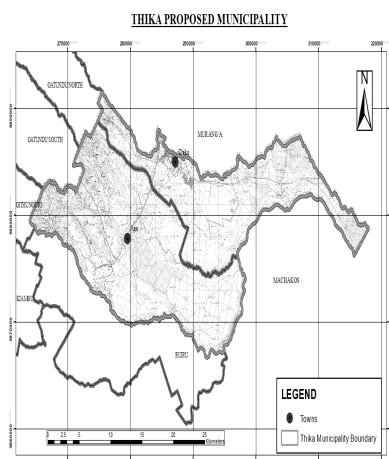 THIKA PROPOSED MUNICIPALITY
270000 280000 290000 300000 310000 320000
N
GATUNDU NORTH
MURANG'A
GATUNDU SOUTH
Thika
GITHUNGURI
MACHAKOS
KIAMBU
RUIRU
LEGEND
Towns
Thika Municipality Boundary
0 2.5 5 10 15 20 25
Kilometers